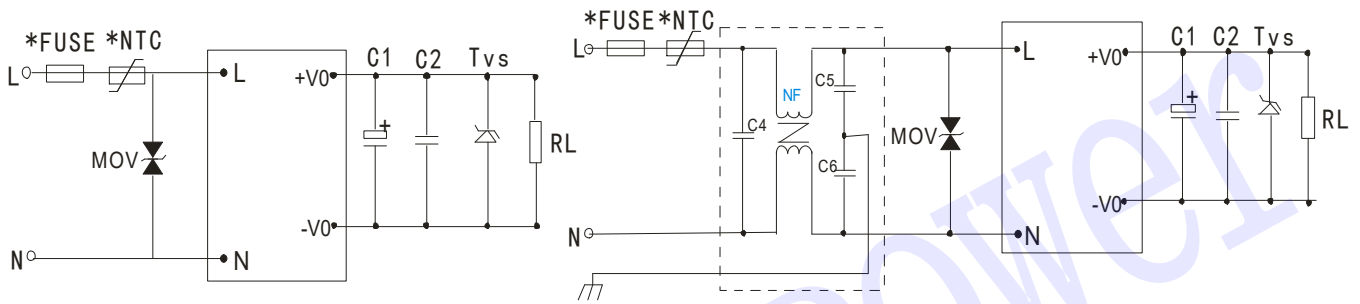 *FUSE *NTC
L
MOV
N
L
N
+V0
-V0
C1 C2 Tvs
+
RL
*FUSE *NTC
L
C4
NF
C5
C6
MOV
N
L
N
+V0
-V0
C1 C2 Tvs
+
RL
power